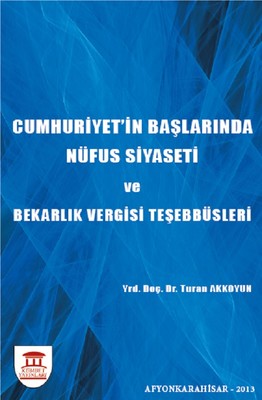 CUMHURİYET'İN BAŞLARINDA
NÜFUS SİYASETİ
ve
BEKARLIK VERGİSİ TEŞEBBÜSLERİ
Yrd. Doç. Dr. Turan AKKOYUN
YAYINLARI
AFYONKARAHİSAR - 2013